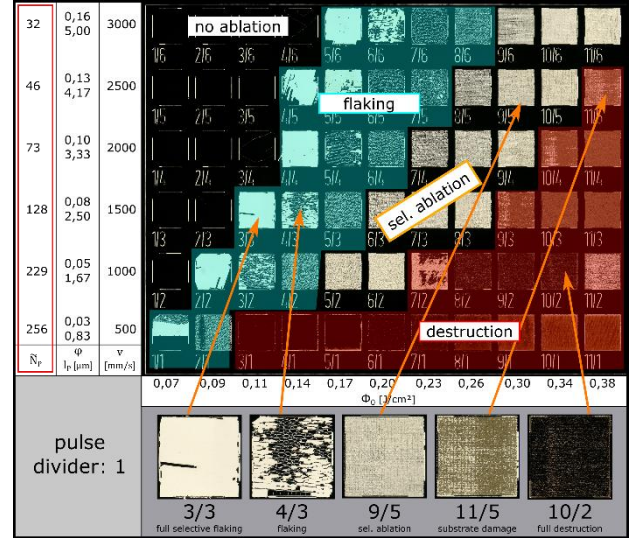 32 0,16 3000
5,00
no ablation
1/6 2/6 3/6 4/6 5/6 6/6 7/6 8/6 9/6 10/6 11/6
46 0,13 2500
4,17
flaking
1/5 2/5 3/5 4/5 5/5 6/5 7/5 8/5 9/5 10/5 11/5
73 0,10 2000
3,33
1/4 2/4 3/4 4/4 5/4 6/4 7/4 8/4 9/4 10/4 11/4
sel. ablation
128 0,08 1500
2,50
1/3 2/3 3/3 4/3 5/3 6/3 7/3 8/3 9/3 10/3 11/3
229 0,05 1000
1,67
1/2 2/2 3/2 4/2 5/2 6/2 7/2 8/2 9/2 10/2 11/2
256 0,03 500
0,83
destruction
1/1 2/1 3/1 4/1 5/1 6/1 7/1 8/1 9/1 10/1 11/1
Ñₚ φ v
lₚ [µm] [mm/s]
0,07 0,09 0,11 0,14 0,17 0,20 0,23 0,26 0,30 0,34 0,38
Φ₀ [J/cm²]
pulse
divider: 1
3/3 4/3 9/5 11/5 10/2
full selective flaking flaking sel. ablation substrate damage full destruction